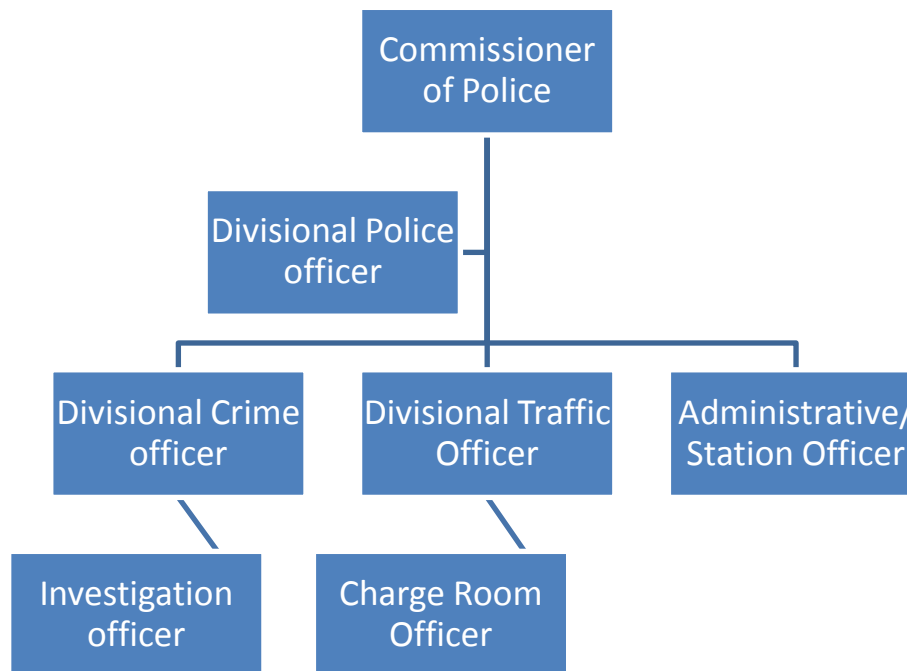 Commissioner
of Police
Divisional Police
officer
Divisional Crime
officer
Divisional Traffic
Officer
Administrative/
Station Officer
Investigation
officer
Charge Room
Officer